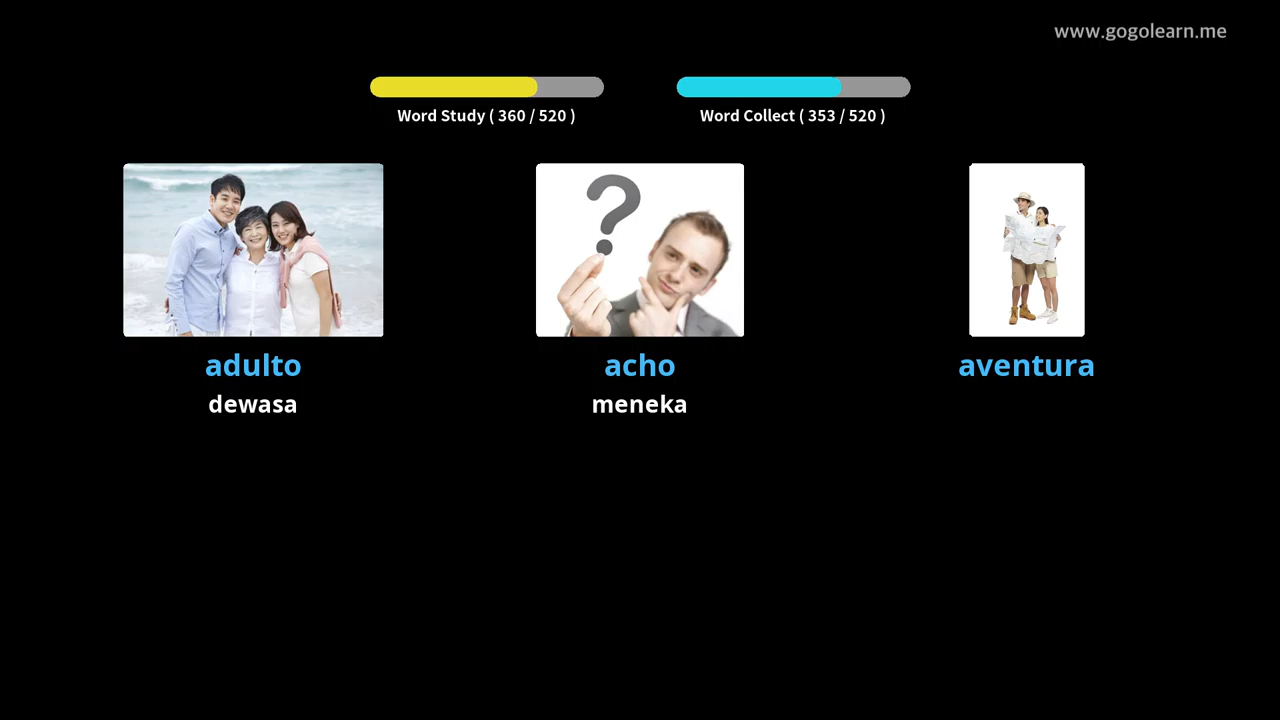 www.gogolearn.me
Word Study ( 360 / 520 )
Word Collect ( 353 / 520 )
adulto
acho
aventura
dewasa
meneka